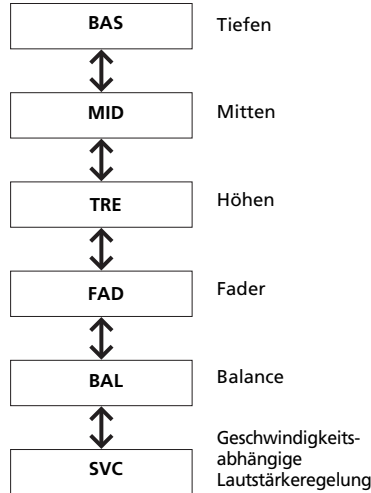 BAS Tiefen
MID Mitten
TRE Höhen
FAD Fader
BAL Balance
SVC Geschwindigkeits-
abhängige
Lautstärkeregelung